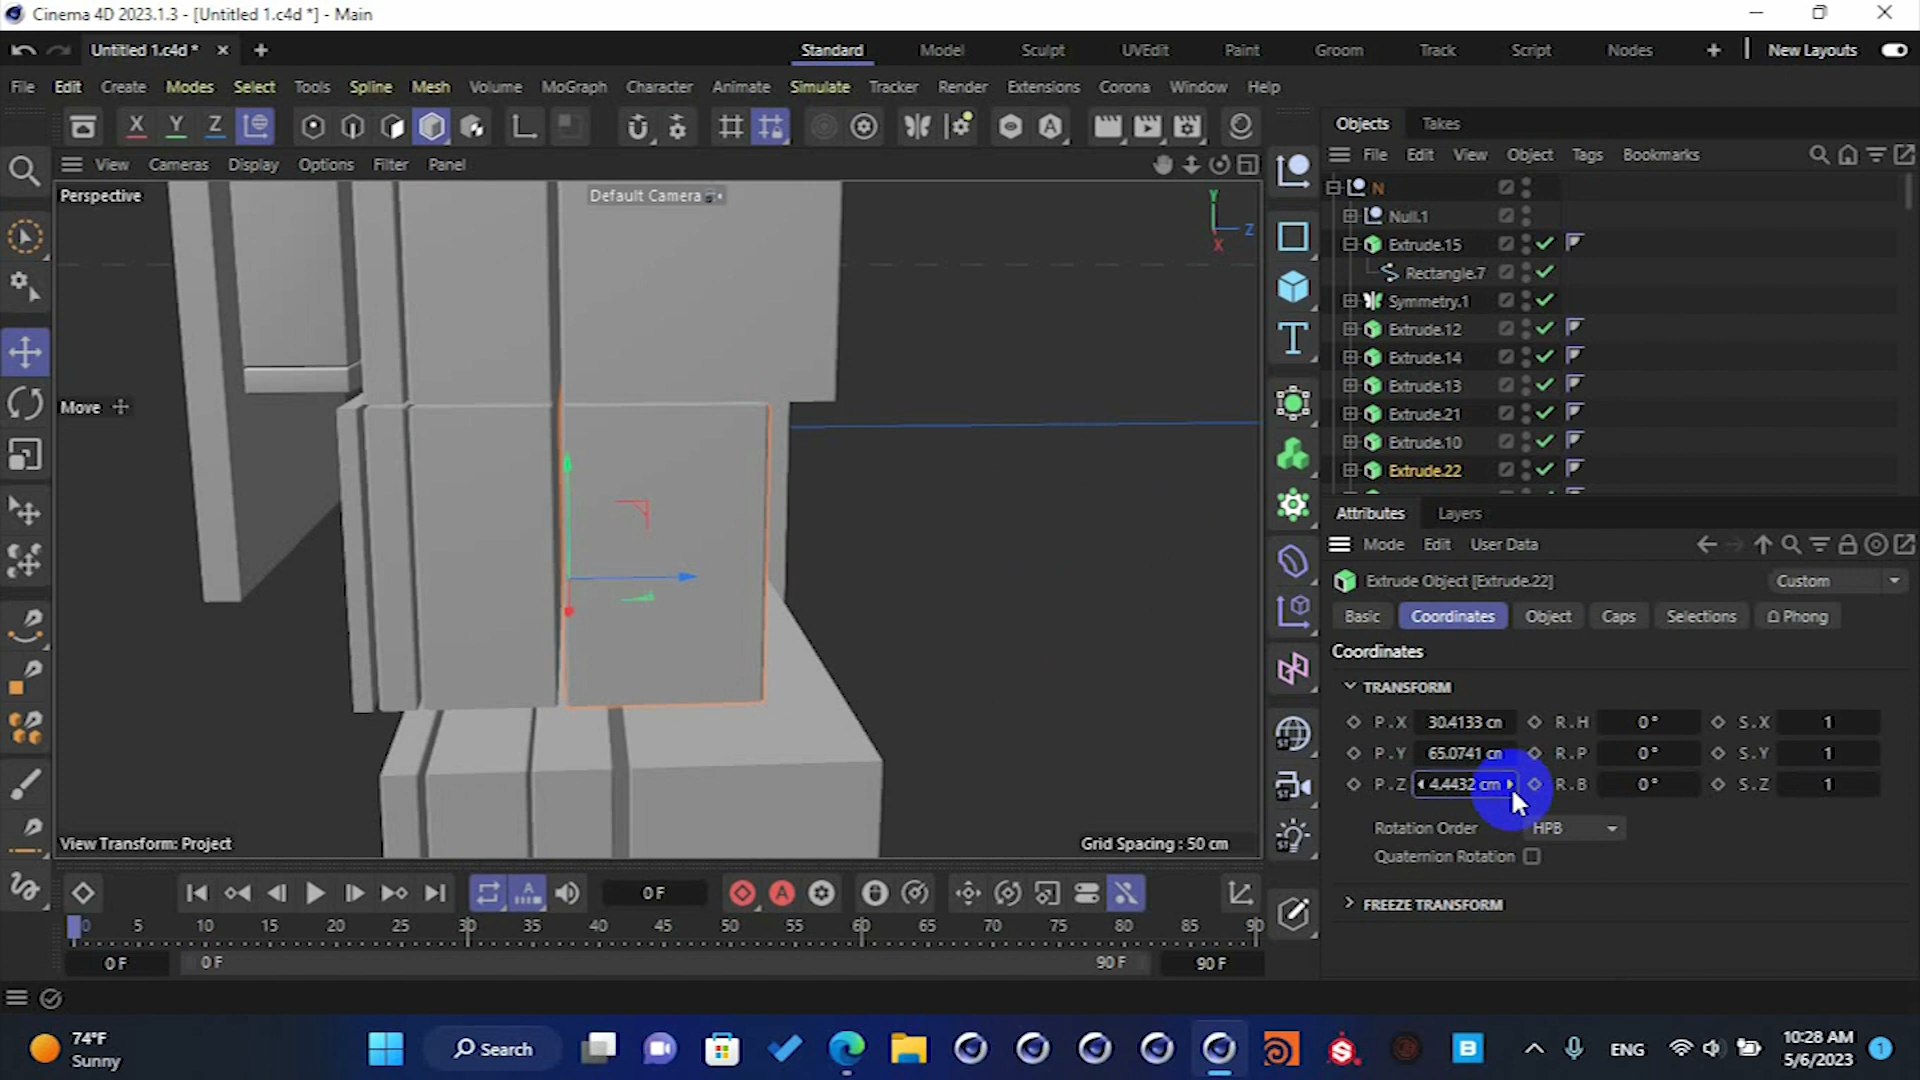 Cinema 4D 2023.1.3 - [Untitled 1.c4d *] - Main
Untitled 1.c4d *
Standard Model Sculpt UVEdit Paint Groom Track Script Nodes New Layouts
File Edit Create Modes Select Tools Spline Mesh Volume MoGraph Character Animate Simulate Tracker Render Extensions Corona Window Help
X Y Z
Objects Takes
File Edit View Object Tags Bookmarks
View Cameras Display Options Filter Panel
Perspective
Default Camera
Y
Z
X
Move
N
Null.1
Extrude.15
Rectangle.7
Symmetry.1
Extrude.12
Extrude.14
Extrude.13
Extrude.21
Extrude.10
Extrude.22
Attributes Layers
Mode Edit User Data
Extrude Object [Extrude.22]
Custom
Basic Coordinates Object Caps Selections Phong
Coordinates
TRANSFORM
P.X 30.4133 cm R.H 0° S.X 1
P.Y 65.0741 cm R.P 0° S.Y 1
P.Z 4.4432 cm R.B 0° S.Z 1
Rotation Order HPB
Quaternion Rotation
FREEZE TRANSFORM
View Transform: Project
Grid Spacing : 50 cm
0 F
0 5 10 15 20 25 30 35 40 45 50 55 60 65 70 75 80 85 90
0 F 0 F 90 F 90 F
74°F
Sunny
Search
ENG
10:28 AM
5/6/2023
1